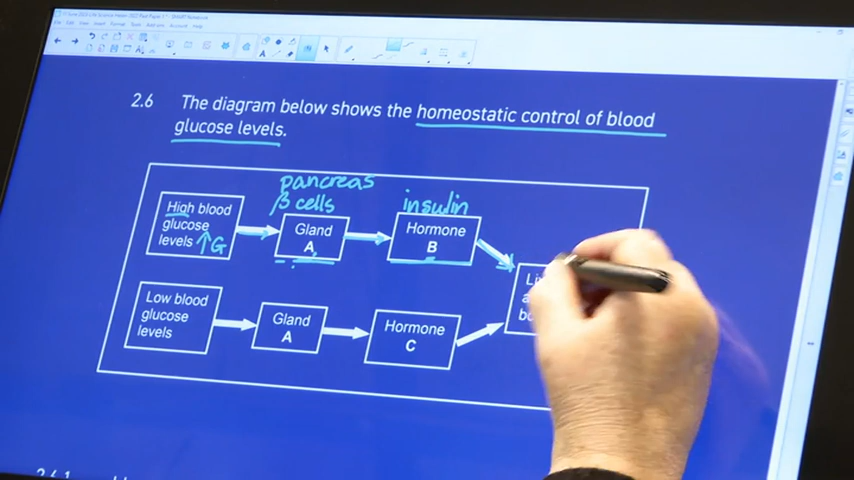 2.6 The diagram below shows the homeostatic control of blood
glucose levels.
pancreas
β cells
insulin
High blood
glucose
levels ↑G
Gland
A
Hormone
B
Low blood
glucose
levels
Gland
A
Hormone
C